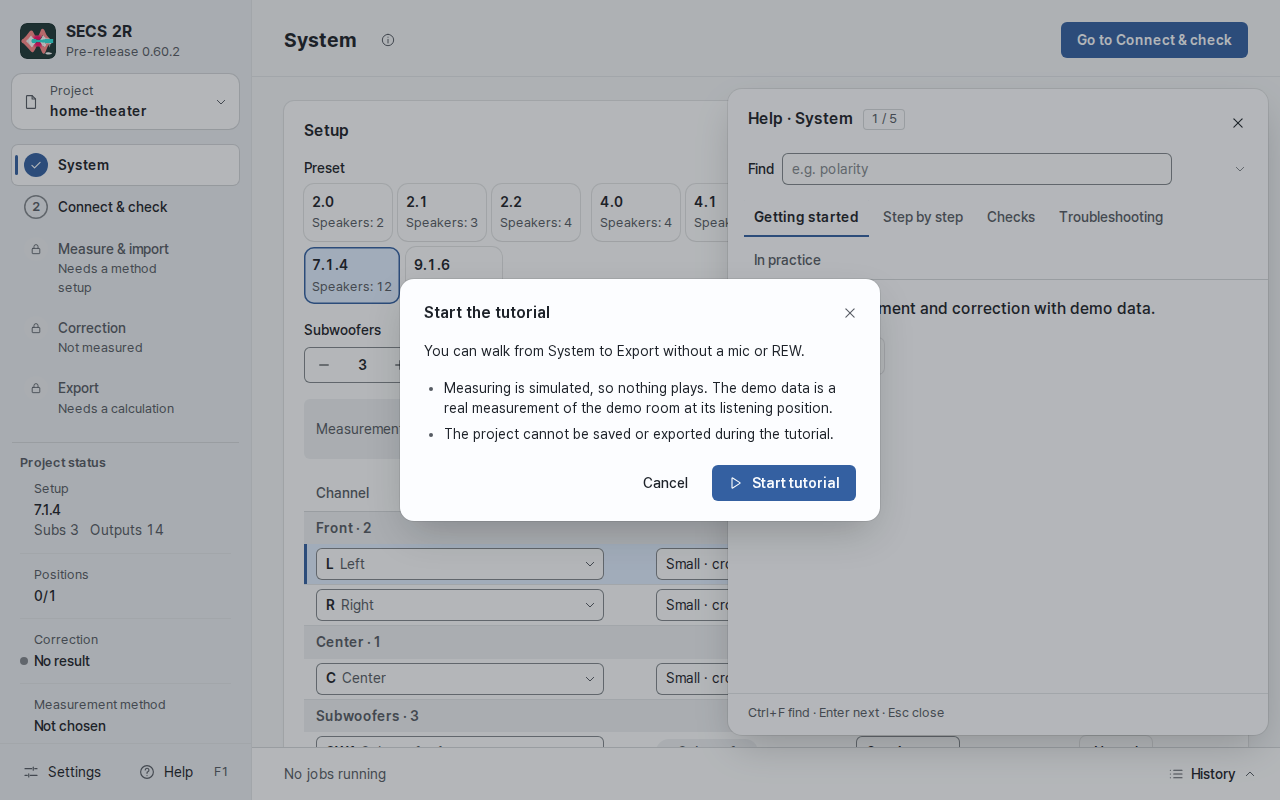 SECS 2R
Pre-release 0.60.2
Project
home-theater
System
2 Connect & check
Measure & import
Needs a method
setup
Correction
Not measured
Export
Needs a calculation
Project status
Setup
7.1.4
Subs 3 Outputs 14
Positions
0/1
Correction
No result
Measurement method
Not chosen
Settings
Help F1
System
Go to Connect & check
Setup
Preset
2.0
Speakers: 2
2.1
Speakers: 3
2.2
Speakers: 4
4.0
Speakers: 4
4.1
7.1.4
Speakers: 12
9.1.6
Subwoofers
3
Channel
Front · 2
L Left
R Right
Center · 1
C Center
Subwoofers · 3
Help · System 1 / 5
Find e.g. polarity
Getting started Step by step Checks Troubleshooting
In practice
and correction with demo data.
Ctrl+F find · Enter next · Esc close
Start the tutorial
You can walk from System to Export without a mic or REW.
• Measuring is simulated, so nothing plays. The demo data is a
real measurement of the demo room at its listening position.
• The project cannot be saved or exported during the tutorial.
Cancel
Start tutorial
No jobs running
History